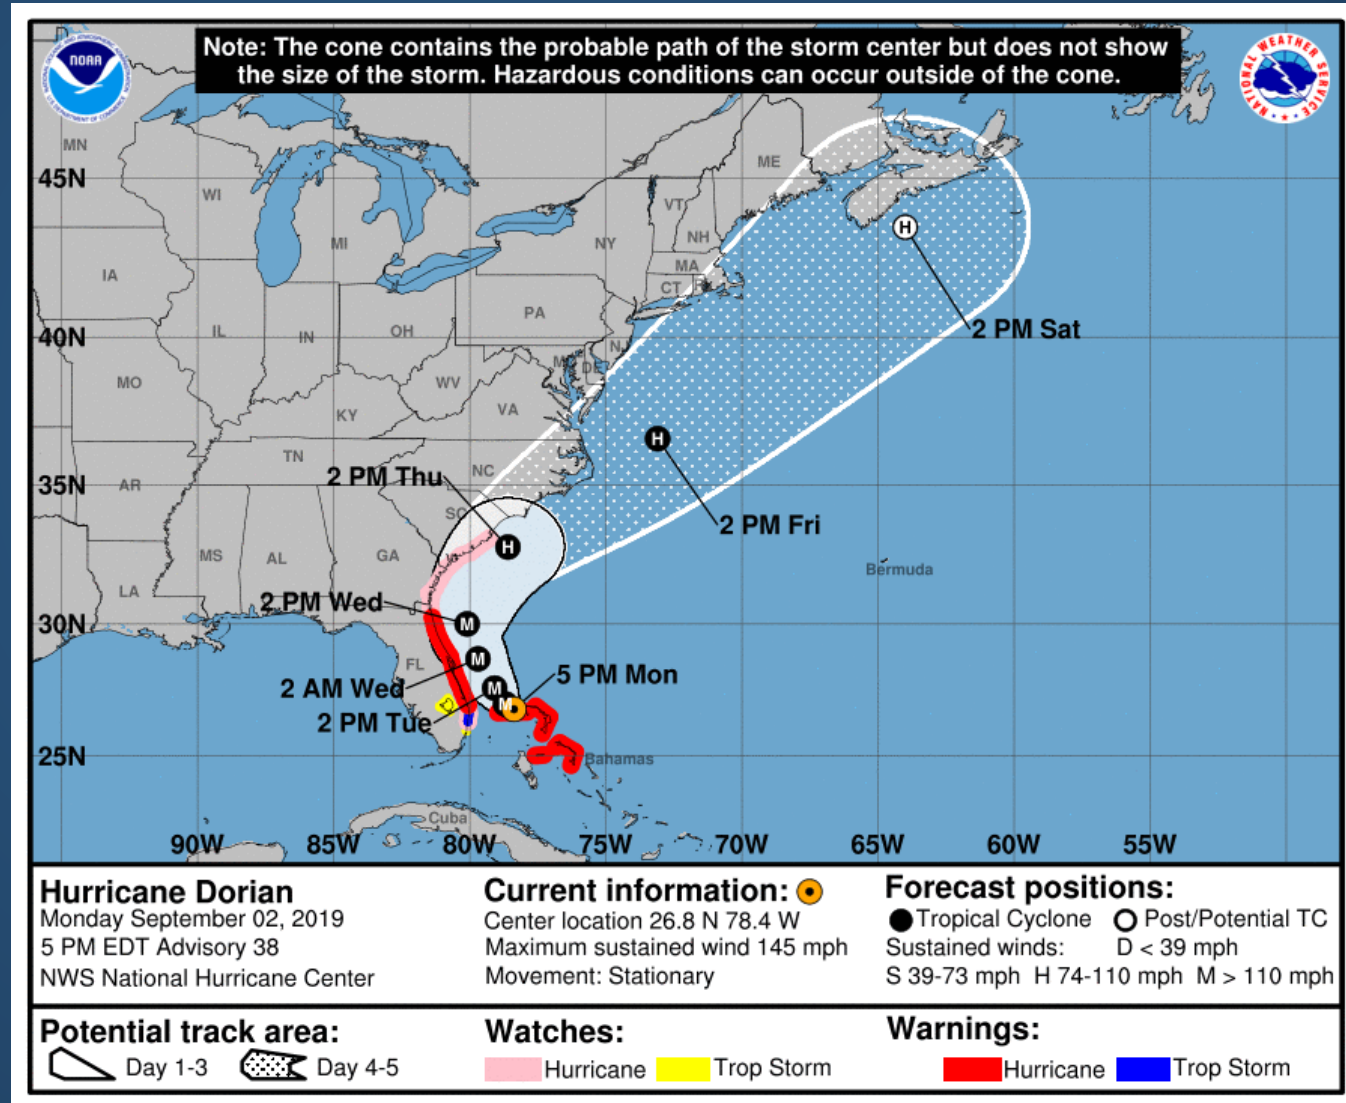 Note: The cone contains the probable path of the storm center but does not show
the size of the storm. Hazardous conditions can occur outside of the cone.
NOAA
NATIONAL WEATHER SERVICE
MN
ME
45N
WI
VT
MI
NY
NH
MA
IA
CT
PA
40N
IL
IN
OH
NJ
2 PM Sat
DE
MO
WV
VA
KY
TN
NC
2 PM Thu
35N
AR
SC
2 PM Fri
MS
AL
GA
Bermuda
LA
2 PM Wed
30N
FL
5 PM Mon
2 AM Wed
2 PM Tue
25N
Bahamas
Cuba
90W 85W 80W 75W 70W 65W 60W 55W
H
H
H
M
M
M
M
Hurricane Dorian
Monday September 02, 2019
5 PM EDT Advisory 38
NWS National Hurricane Center
Current information:
Center location 26.8 N 78.4 W
Maximum sustained wind 145 mph
Movement: Stationary
Forecast positions:
Tropical Cyclone Post/Potential TC
Sustained winds: D < 39 mph
S 39-73 mph H 74-110 mph M > 110 mph
Potential track area:
Day 1-3 Day 4-5
Watches:
Hurricane Trop Storm
Warnings:
Hurricane Trop Storm